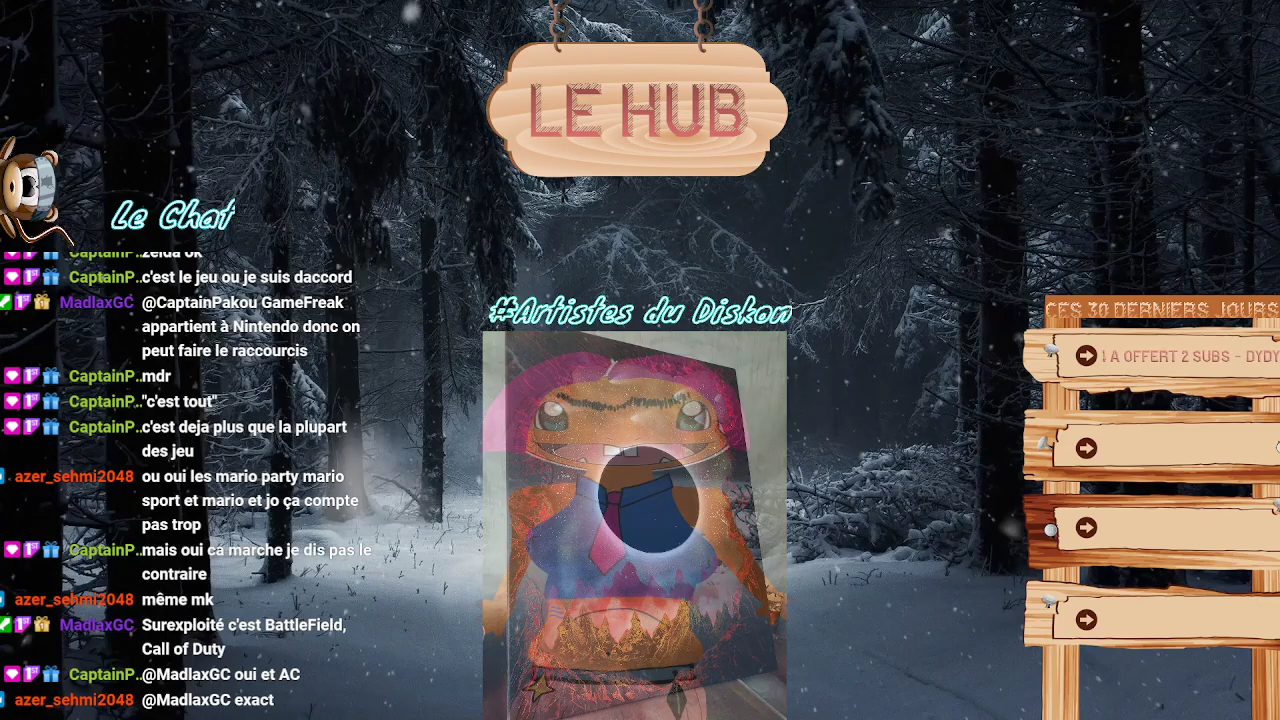 LE HUB
Le Chat
CaptainP..zelda ok
CaptainP..c'est le jeu ou je suis daccord
MadlaxGC @CaptainPakou GameFreak
appartient à Nintendo donc on
peut faire le raccourcis
CaptainP..mdr
CaptainP.."c'est tout"
CaptainP..c'est deja plus que la plupart
des jeu
azer_sehmi2048 ou oui les mario party mario
sport et mario et jo ça compte
pas trop
CaptainP..mais oui ca marche je dis pas le
contraire
azer_sehmi2048 même mk
MadlaxGC Surexploité c'est BattleField,
Call of Duty
CaptainP..@MadlaxGC oui et AC
azer_sehmi2048 @MadlaxGC exact
#Artistes du Diskon
CES 30 DERNIERS JOURS
! A OFFERT 2 SUBS - DYDY